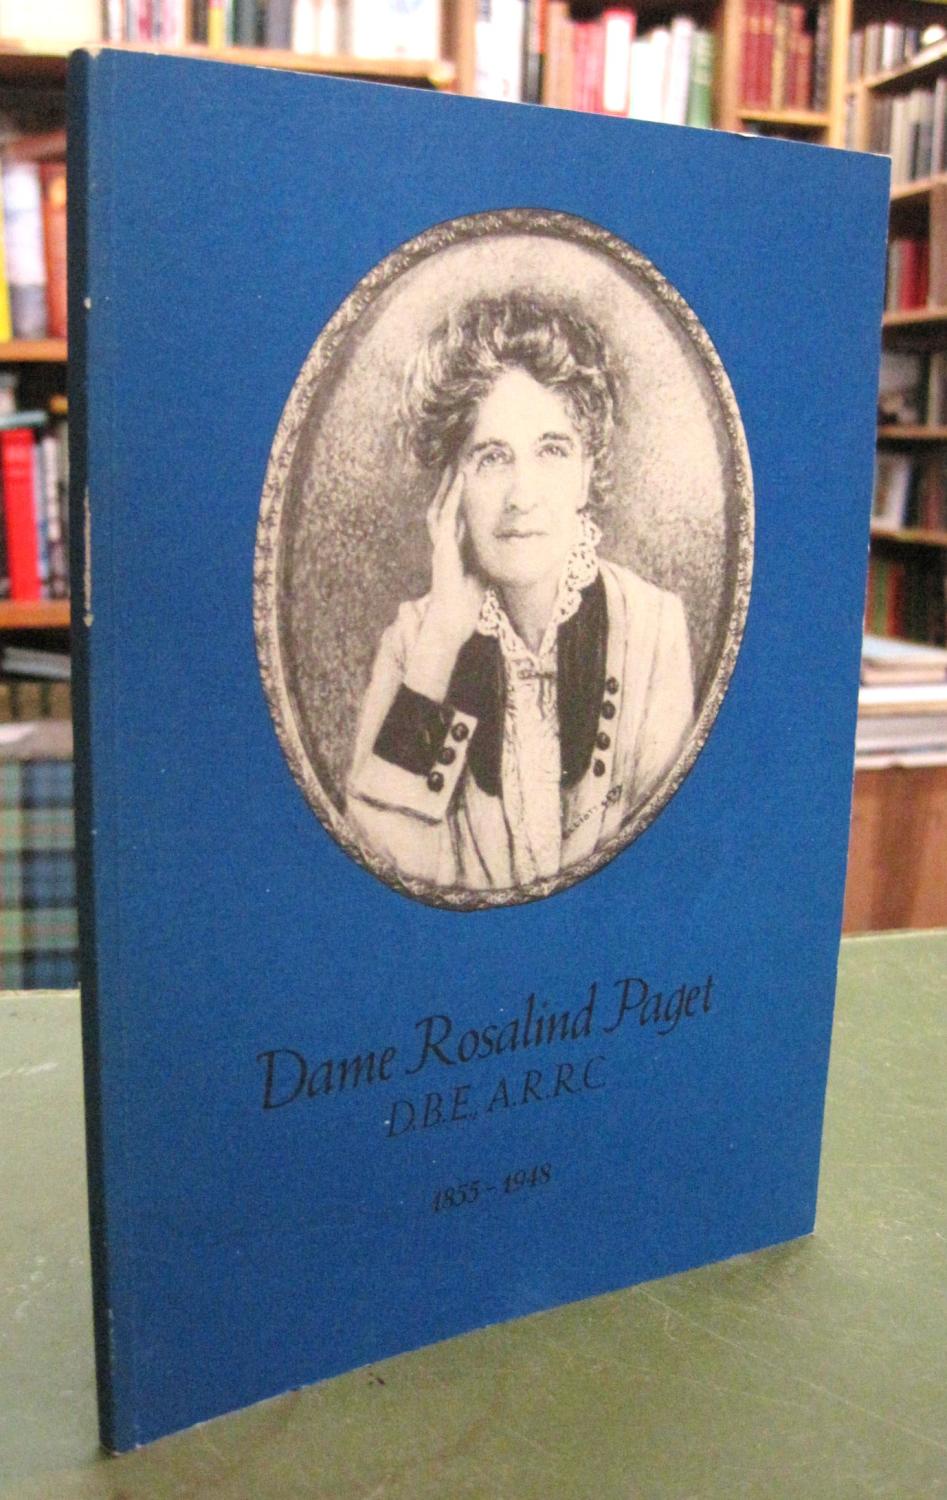 Dame Rosalind Paget
D.B.E., A.R.R.C
1855-1948